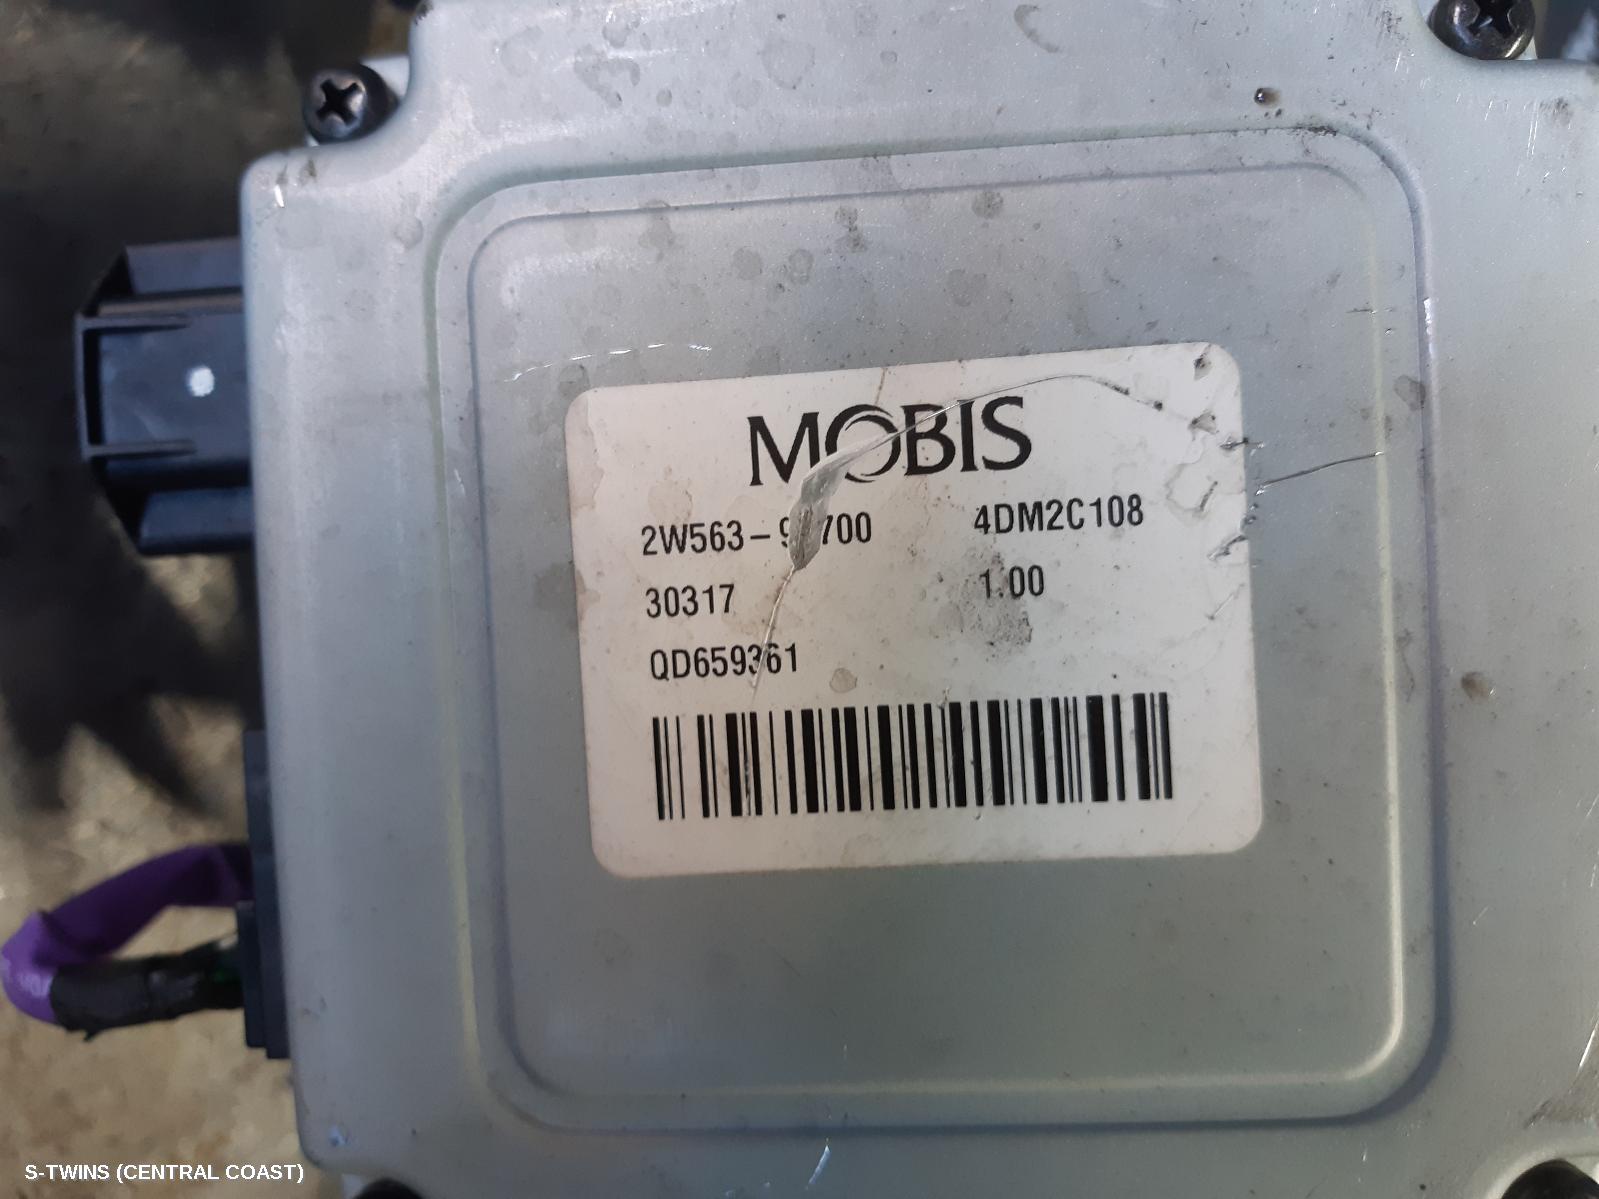 MOBIS
4DM2C108
30317 1.00
QD659361
S-TWINS (CENTRAL COAST)